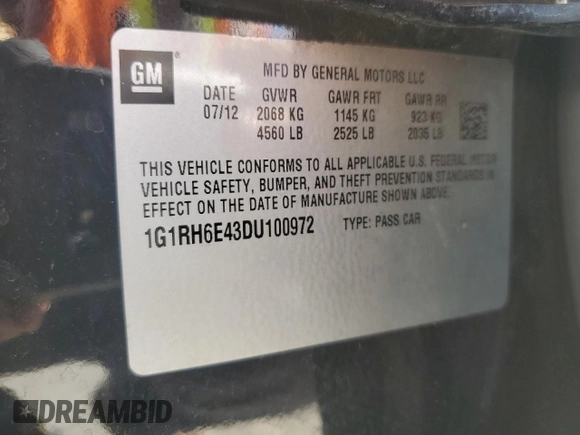 GM
MFD BY GENERAL MOTORS LLC
DATE GVWR GAWR FRT GAWR RR
07/12 2068 KG 1145 KG 923 KG
4560 LB 2525 LB 2035 LB
THIS VEHICLE CONFORMS TO ALL APPLICABLE U.S. FEDERAL MOTOR
VEHICLE SAFETY, BUMPER, AND THEFT PREVENTION STANDARDS IN
EFFECT ON THE DATE OF MANUFACTURE SHOWN ABOVE.
1G1RH6E43DU100972 TYPE: PASS CAR
DREAMBID